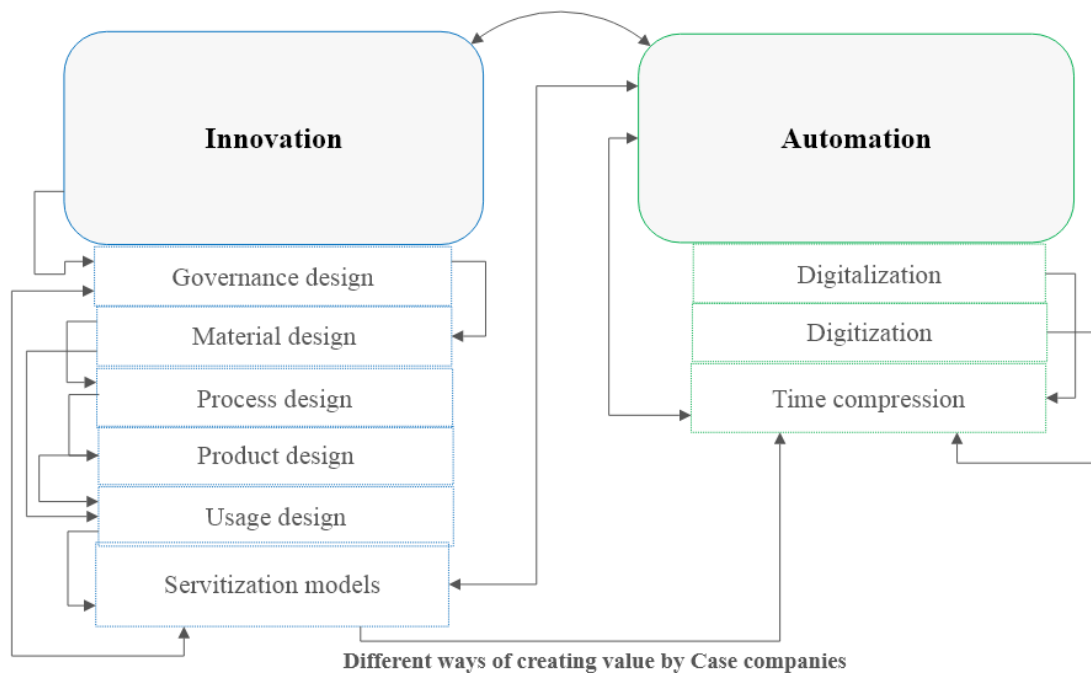 Innovation
Automation
Governance design
Material design
Process design
Product design
Usage design
Servitization models
Digitalization
Digitization
Time compression
Different ways of creating value by Case companies